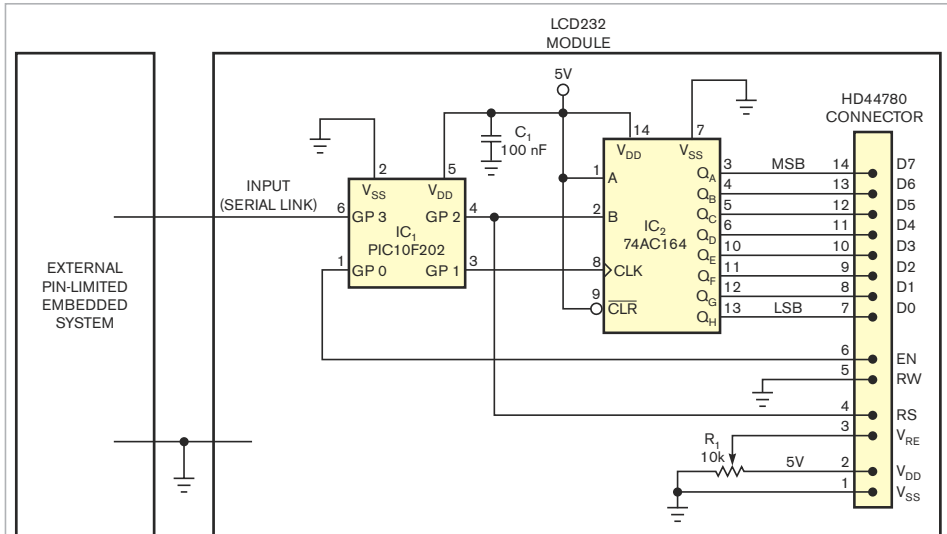 LCD232
MODULE
5V
HD44780
CONNECTOR
C1
100 nF
14
7
VDD
VSS
2
5
VSS
VDD
INPUT
(SERIAL LINK)
6
GP 3
GP 2
4
IC1
PIC10F202
1
GP 0
GP 1
3
1
A
2
B
IC2
74AC164
8
CLK
9
CLR
QA
3
MSB
14
D7
QB
4
13
D6
QC
5
12
D5
QD
6
11
D4
QE
10
10
D3
QF
11
9
D2
QG
12
8
D1
QH
13
LSB
7
D0
EXTERNAL
PIN-LIMITED
EMBEDDED
SYSTEM
6
EN
5
RW
4
RS
3
VRE
R1
10k
5V
2
VDD
1
VSS